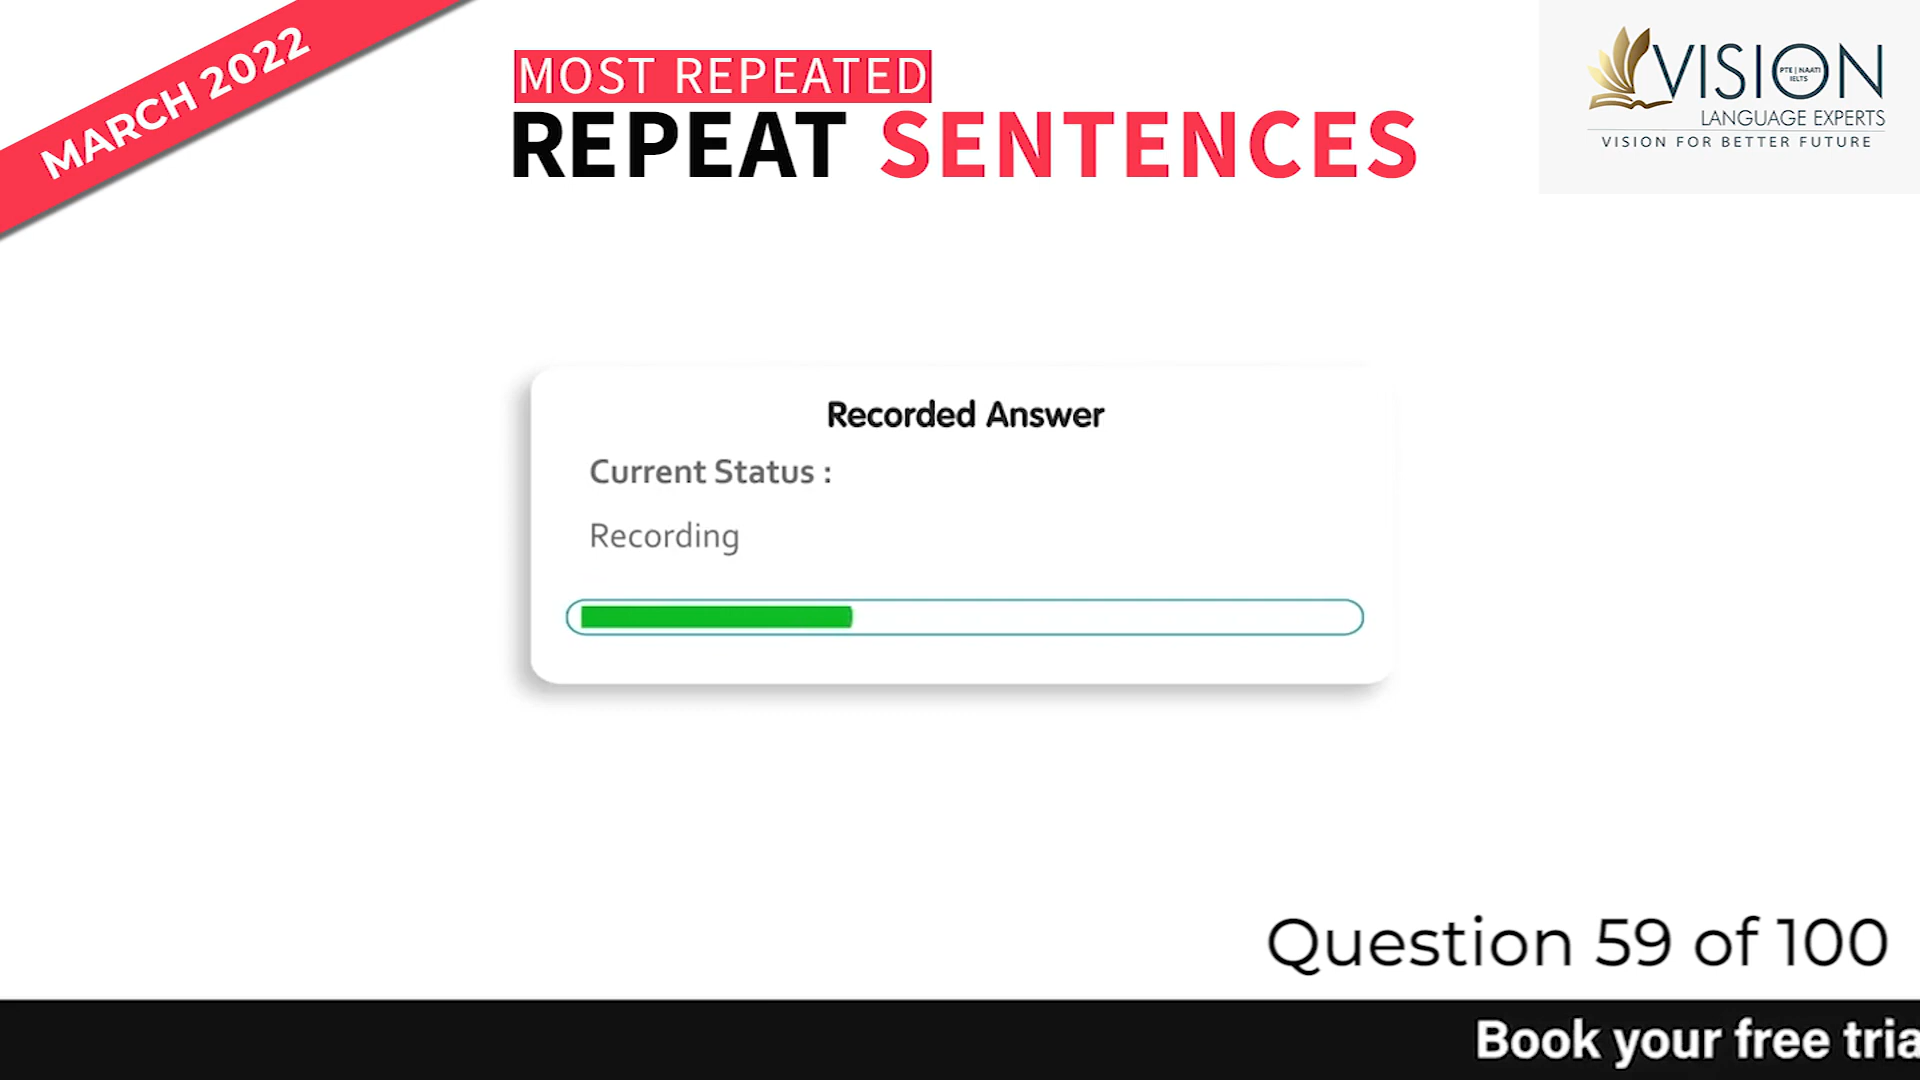 MARCH 2022
MOST REPEATED
REPEAT SENTENCES
VISION
PTE | NAATI
IELTS
LANGUAGE EXPERTS
VISION FOR BETTER FUTURE
Recorded Answer
Current Status :
Recording
Question 59 of 100
Book your free tria